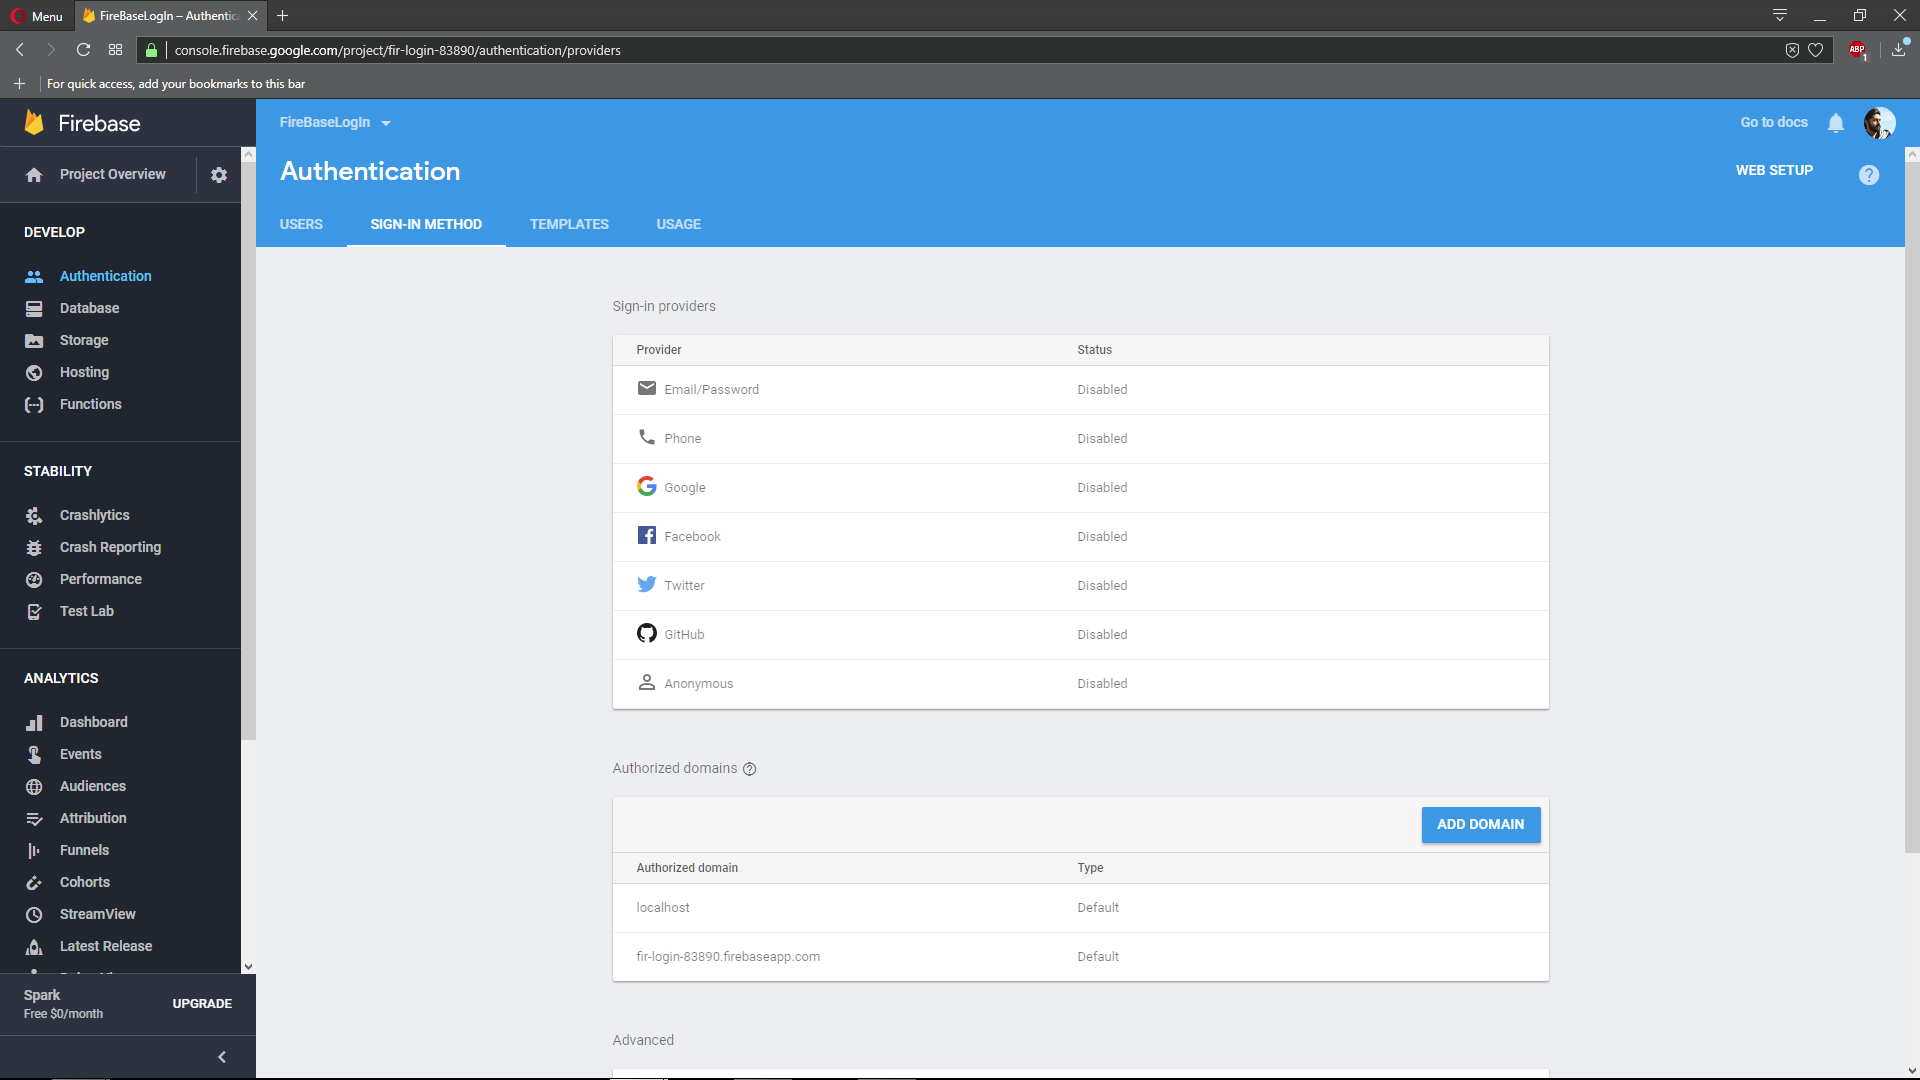 Menu
FireBaseLogIn – Authentic
console.firebase.google.com/project/fir-login-83890/authentication/providers
ABP
1
For quick access, add your bookmarks to this bar
Firebase
FireBaseLogIn
Go to docs
Project Overview
Authentication
WEB SETUP
?
USERS
SIGN-IN METHOD
TEMPLATES
USAGE
DEVELOP
Authentication
Database
Storage
Hosting
Functions
STABILITY
Crashlytics
Crash Reporting
Performance
Test Lab
ANALYTICS
Dashboard
Events
Audiences
Attribution
Funnels
Cohorts
StreamView
Latest Release
Spark
Free $0/month
UPGRADE
Sign-in providers
Provider Status
Email/Password Disabled
Phone Disabled
Google Disabled
Facebook Disabled
Twitter Disabled
GitHub Disabled
Anonymous Disabled
Authorized domains ?
ADD DOMAIN
Authorized domain Type
localhost Default
fir-login-83890.firebaseapp.com Default
Advanced